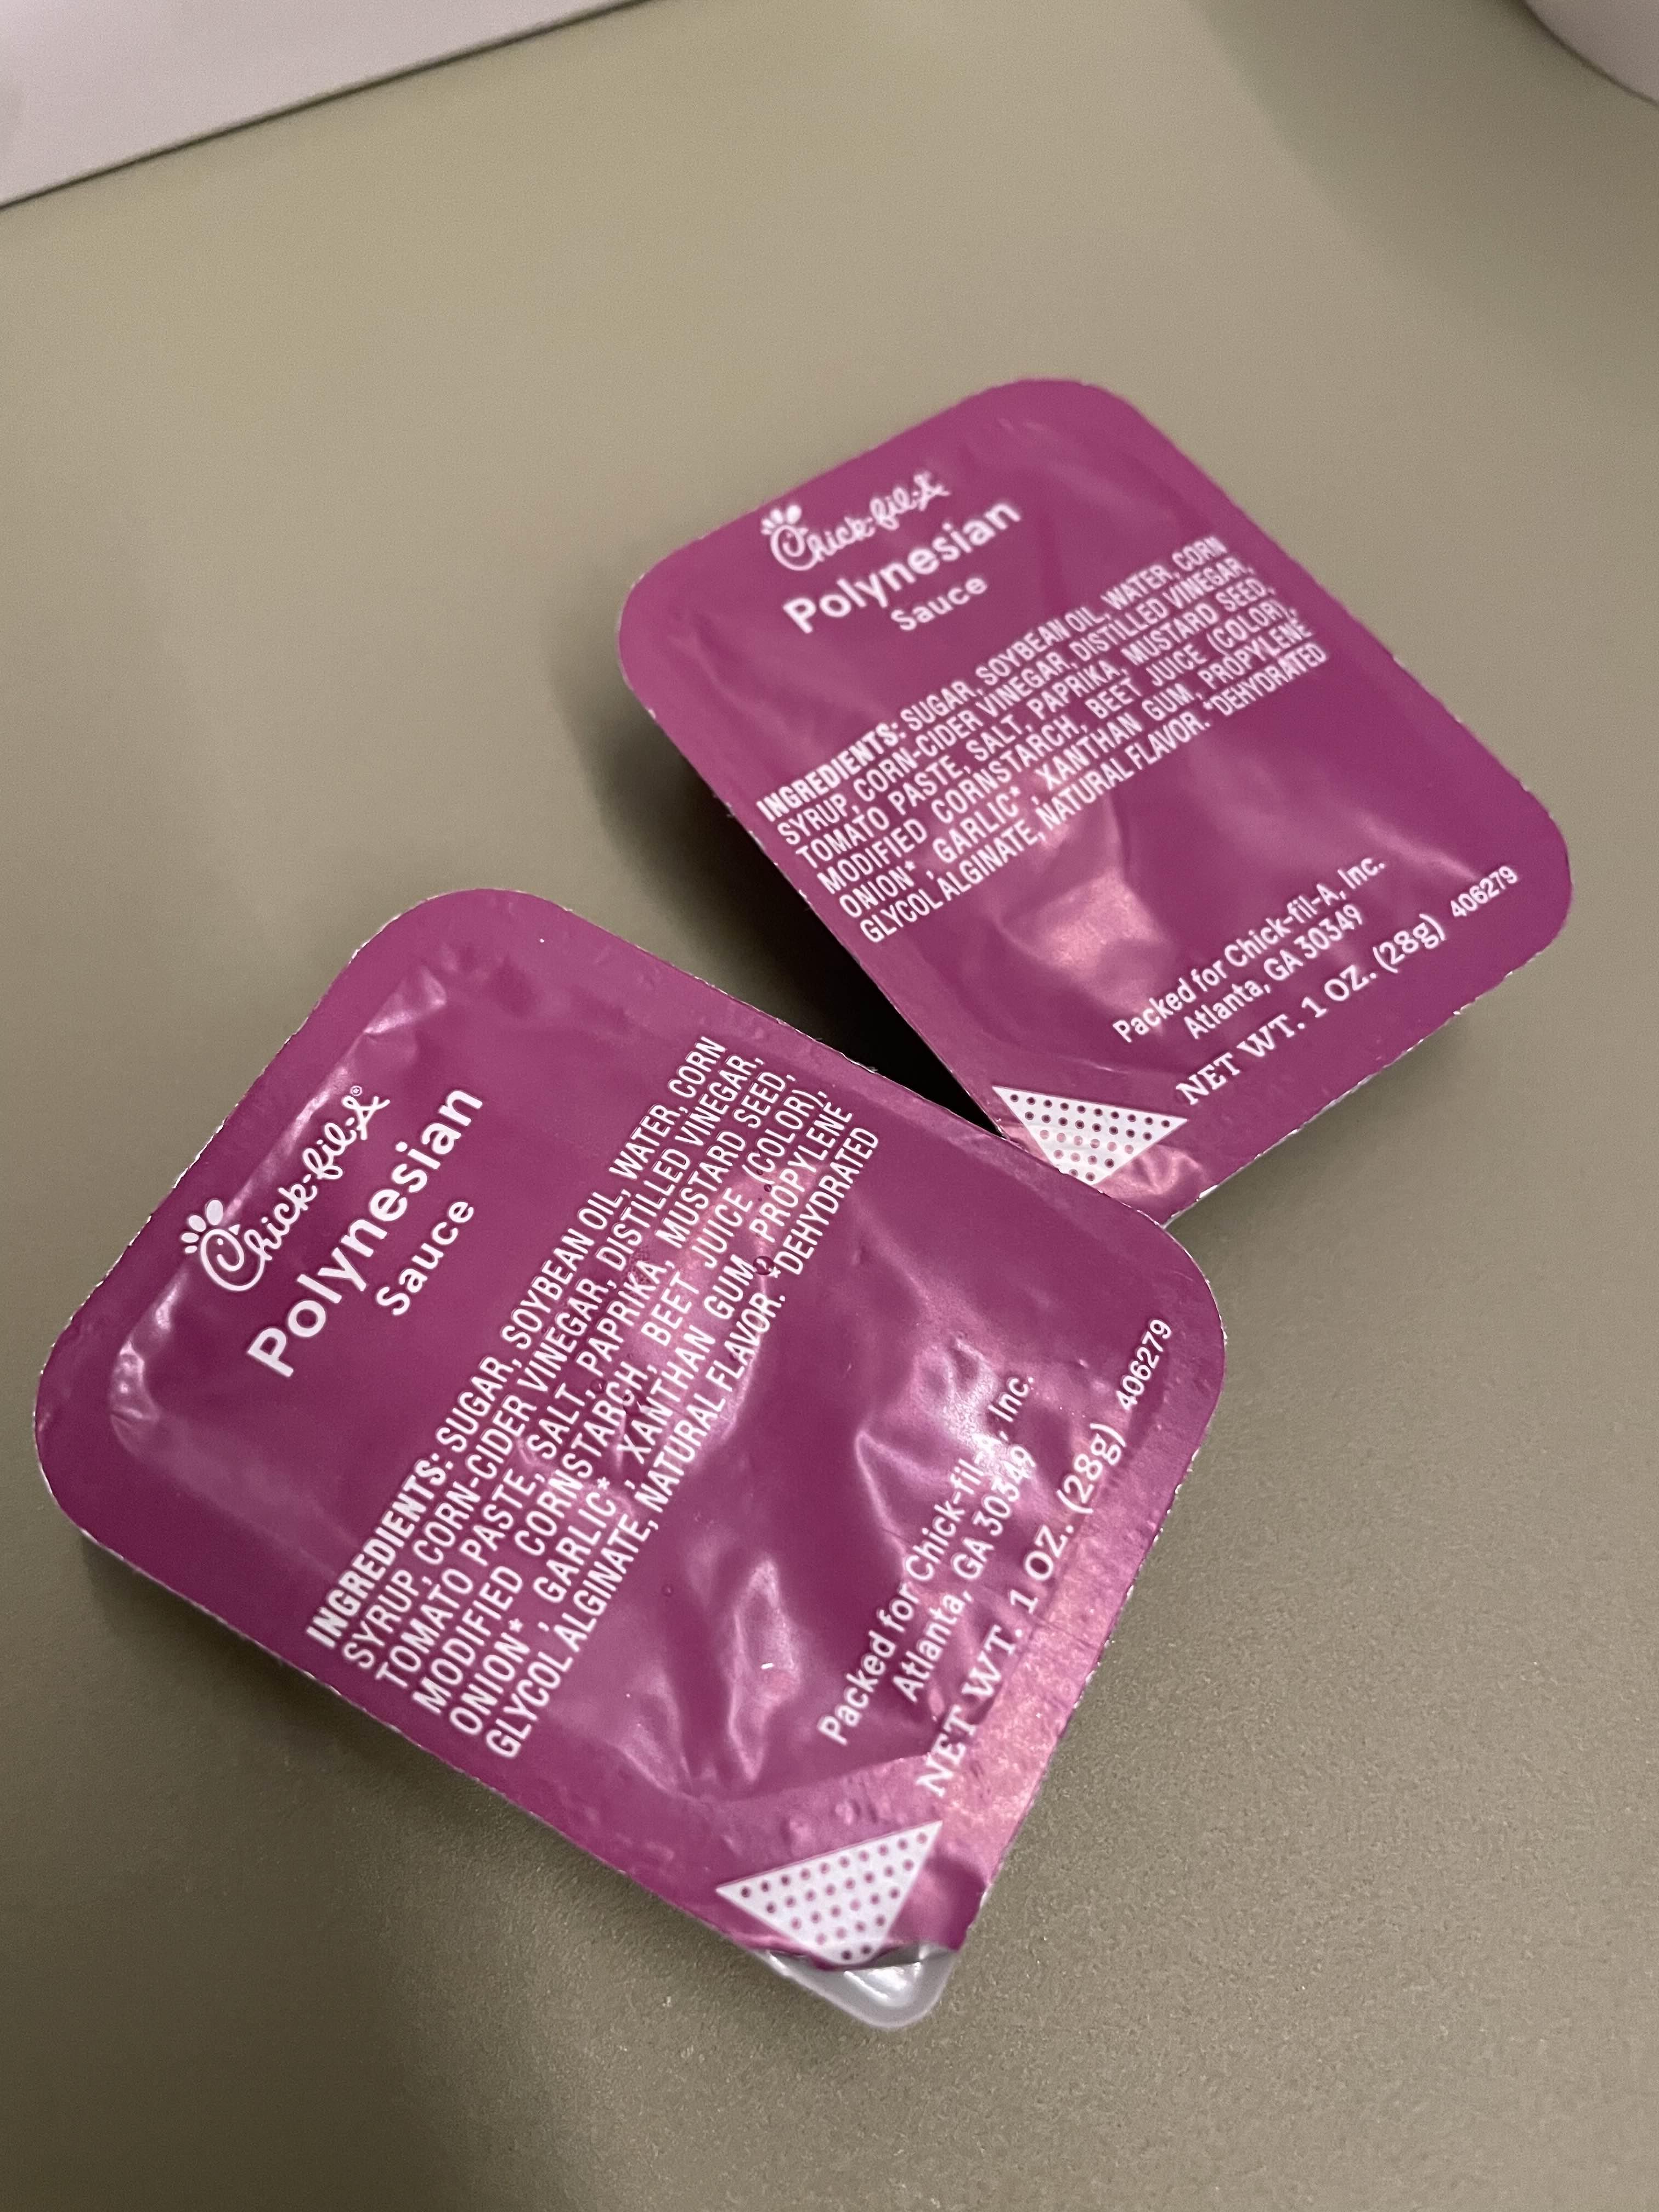 Chick-fil-A
Polynesian
Sauce
INGREDIENTS: SUGAR, SOYBEAN OIL, WATER, CORN
SYRUP, CORN-CIDER VINEGAR, DISTILLED VINEGAR,
TOMATO PASTE, SALT, PAPRIKA, MUSTARD SEED,
MODIFIED CORNSTARCH, BEET JUICE (COLOR),
ONION*, GARLIC*, XANTHAN GUM, PROPYLENE
GLYCOL ALGINATE, NATURAL FLAVOR. *DEHYDRATED
Packed for Chick-fil-A, Inc.
Atlanta, GA 30349
NET WT. 1 OZ. (28g) 406279
Chick-fil-A®
Polynesian
Sauce
INGREDIENTS: SUGAR, SOYBEAN OIL, WATER, CORN
SYRUP, CORN-CIDER VINEGAR, DISTILLED VINEGAR,
TOMATO PASTE, SALT, PAPRIKA, MUSTARD SEED,
MODIFIED CORNSTARCH, BEET JUICE (COLOR),
ONION*, GARLIC*, XANTHAN GUM, PROPYLENE
GLYCOL ALGINATE, NATURAL FLAVOR. *DEHYDRATED
Packed for Chick-fil-A, Inc.
Atlanta, GA 30349
NET WT. 1 OZ. (28g) 406279